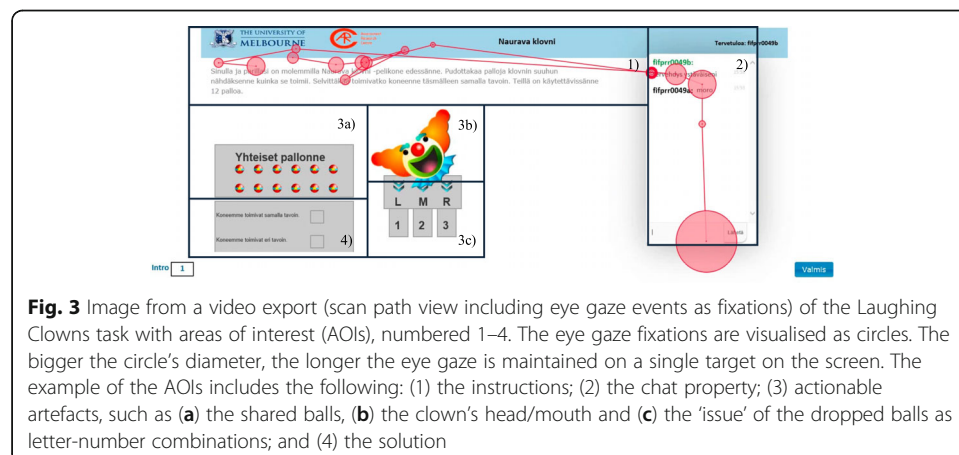 THE UNIVERSITY OF
MELBOURNE
Naurava klovni
Tervetuloa: fifprr0049b
1)
2)
Sinulla ja parillasi on molemmilla Naurava klovni -pelikone edessänne. Pudottakaa palloja klovnin suuhun
nähdäksenne kuinka se toimii. Selvittäkää toimivatko koneenne täsmälleen samalla tavoin. Teillä on käytettävissänne
12 palloa.
fifprr0049b:
fifprr0049a: moro
3a)
3b)
Yhteiset pallonne
L M R
1 2 3
Koneemme toimivat samalla tavoin
Koneemme toimivat eri tavoin
4)
3c)
Lähetä
Intro 1
Valmis
Fig. 3 Image from a video export (scan path view including eye gaze events as fixations) of the Laughing
Clowns task with areas of interest (AOIs), numbered 1–4. The eye gaze fixations are visualised as circles. The
bigger the circle's diameter, the longer the eye gaze is maintained on a single target on the screen. The
example of the AOIs includes the following: (1) the instructions; (2) the chat property; (3) actionable
artefacts, such as (a) the shared balls, (b) the clown's head/mouth and (c) the 'issue' of the dropped balls as
letter-number combinations; and (4) the solution